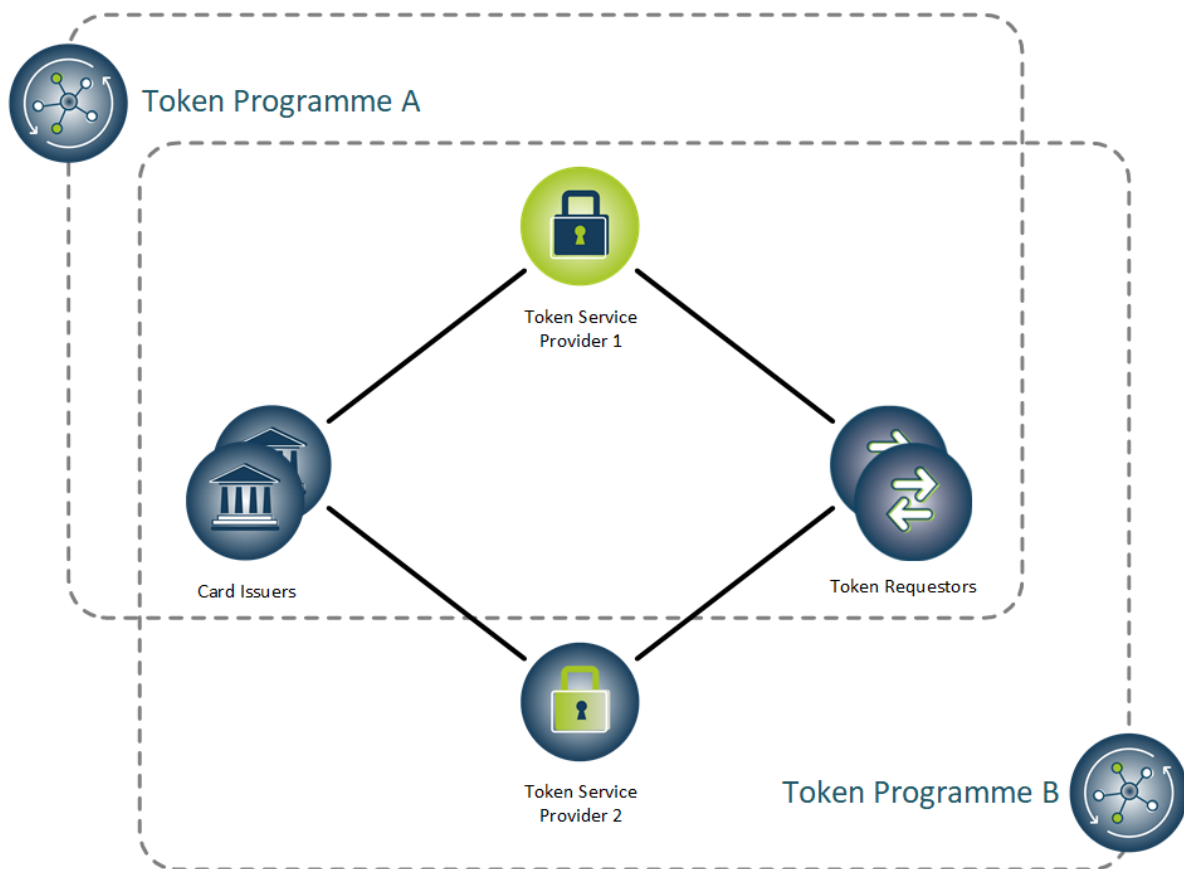 Token Programme A
Token Service
Provider 1
Card Issuers
Token Requestors
Token Service
Provider 2
Token Programme B